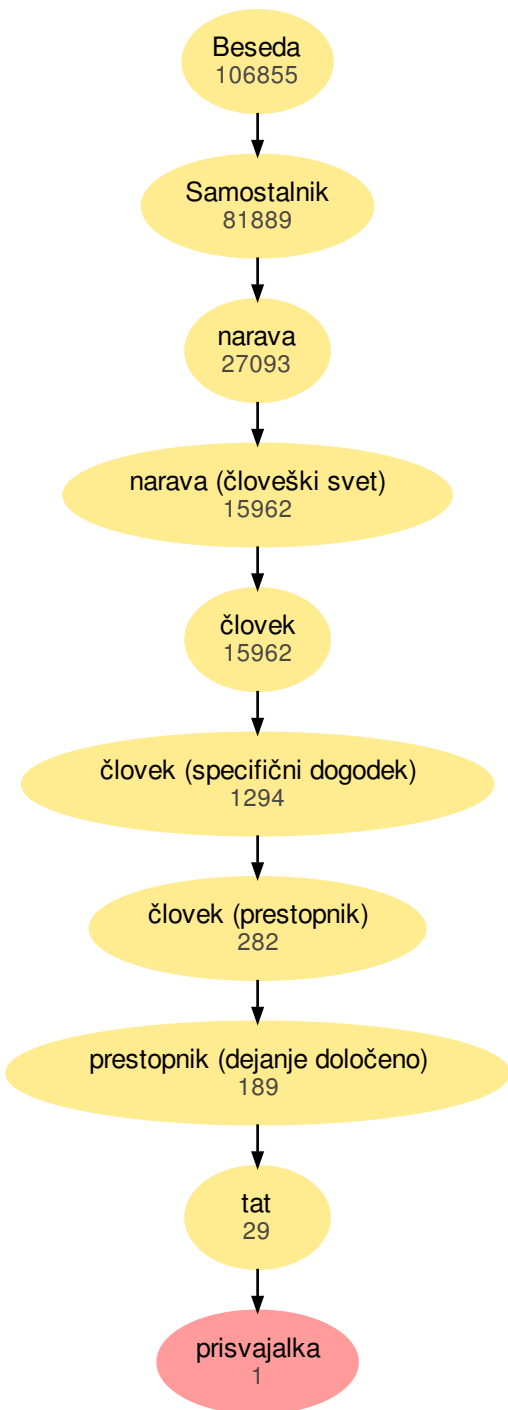 Beseda
106855
Samostalnik
81889
narava
27093
narava (človeški svet)
15962
človek
15962
človek (specifični dogodek)
1294
človek (prestopnik)
282
prestopnik (dejanje določeno)
189
tat
29
prisvajalka
1